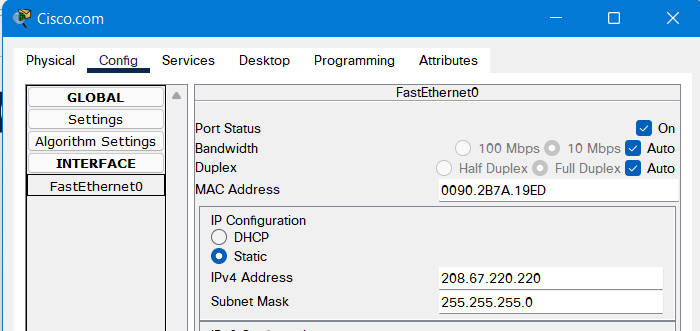 Cisco.com
Physical Config Services Desktop Programming Attributes
GLOBAL
Settings
Algorithm Settings
INTERFACE
FastEthernet0
FastEthernet0
Port Status On
Bandwidth 100 Mbps 10 Mbps Auto
Duplex Half Duplex Full Duplex Auto
MAC Address 0090.2B7A.19ED
IP Configuration
DHCP
Static
IPv4 Address 208.67.220.220
Subnet Mask 255.255.255.0